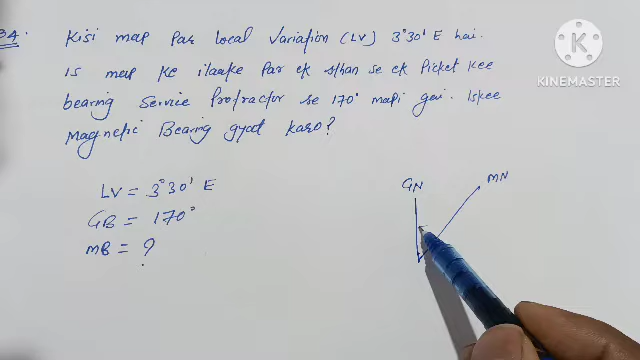 34.
Kisi map Par Local Variation (LV) 3°30' E hai.
Is map ke ilaake Par ek sthan se ek Picket kee
bearing Service Protractor se 170° mapi gai. Iskee
Magnetic Bearing gyat karo?
LV = 3°30' E
GB = 170°
MB = ?
GN
MN
K
KINEMASTER